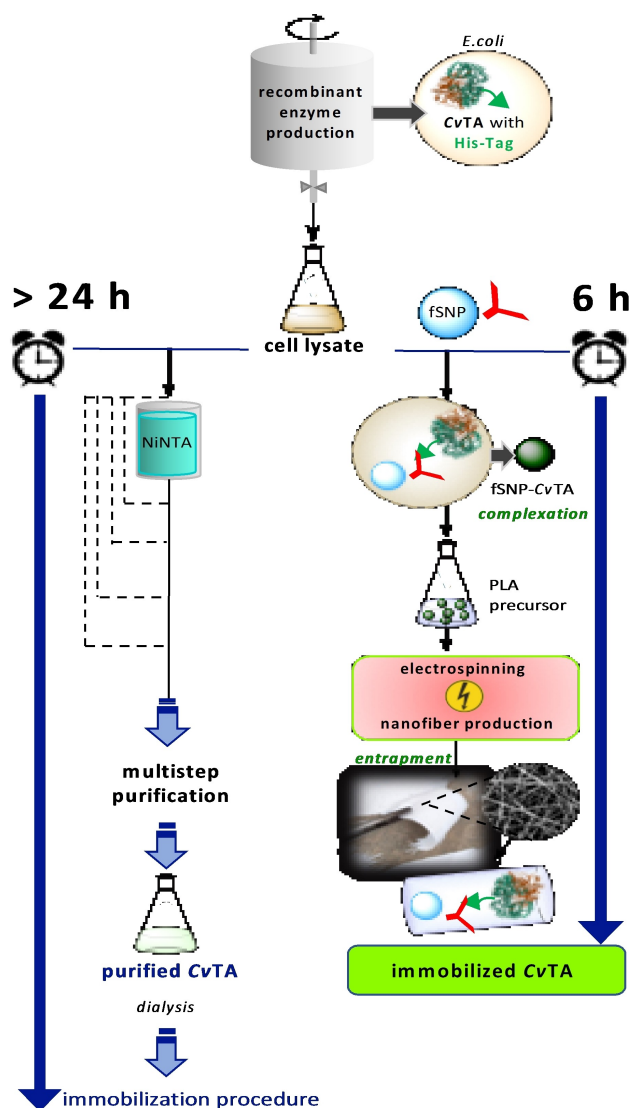 E.coli
recombinant
enzyme
production
CvTA with
His-Tag
> 24 h
fSNP
6 h
cell lysate
NiNTA
fSNP-CvTA
complexation
PLA
precursor
electrospinning
nanofiber production
entrapment
multistep
purification
purified CvTA
immobilized CvTA
dialysis
immobilization procedure